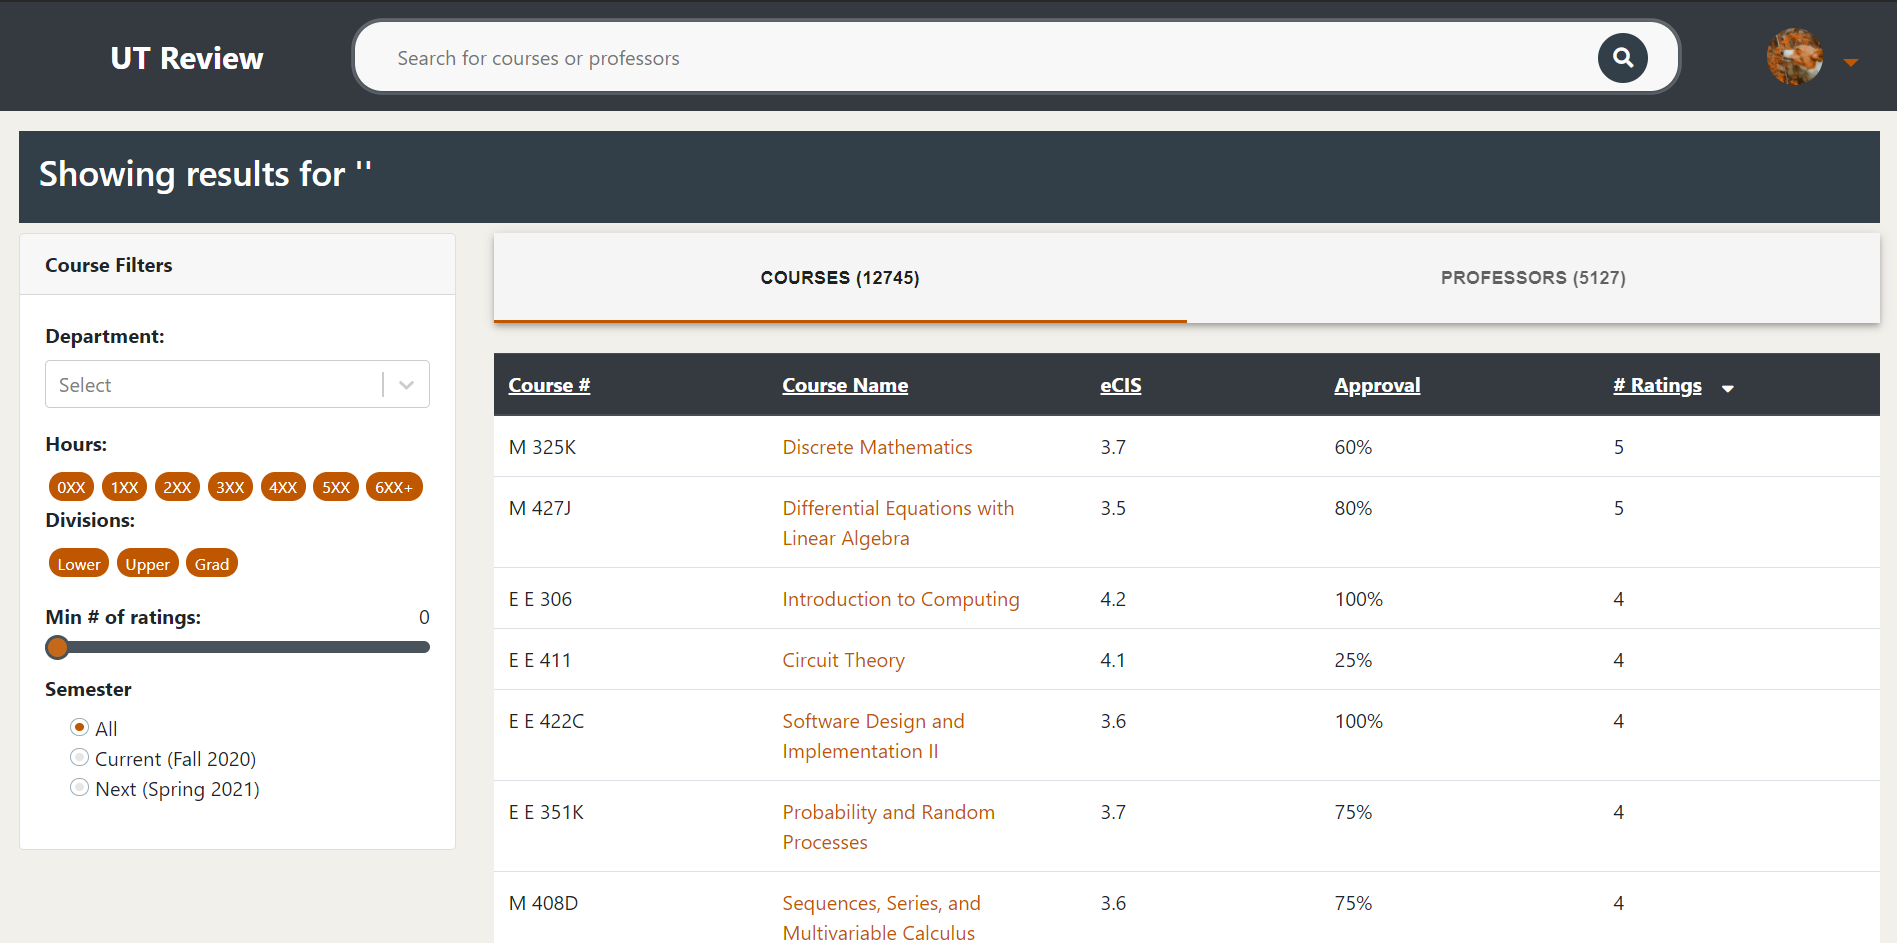 UT Review
Search for courses or professors
Showing results for ''
Course Filters
Department:
Select
Hours:
0XX 1XX 2XX 3XX 4XX 5XX 6XX+
Divisions:
Lower Upper Grad
Min # of ratings: 0
Semester
All
Current (Fall 2020)
Next (Spring 2021)
COURSES (12745) PROFESSORS (5127)
Course # Course Name eCIS Approval # Ratings
M 325K Discrete Mathematics 3.7 60% 5
M 427J Differential Equations with 3.5 80% 5
Linear Algebra
E E 306 Introduction to Computing 4.2 100% 4
E E 411 Circuit Theory 4.1 25% 4
E E 422C Software Design and 3.6 100% 4
Implementation II
E E 351K Probability and Random 3.7 75% 4
Processes
M 408D Sequences, Series, and 3.6 75% 4
Multivariable Calculus